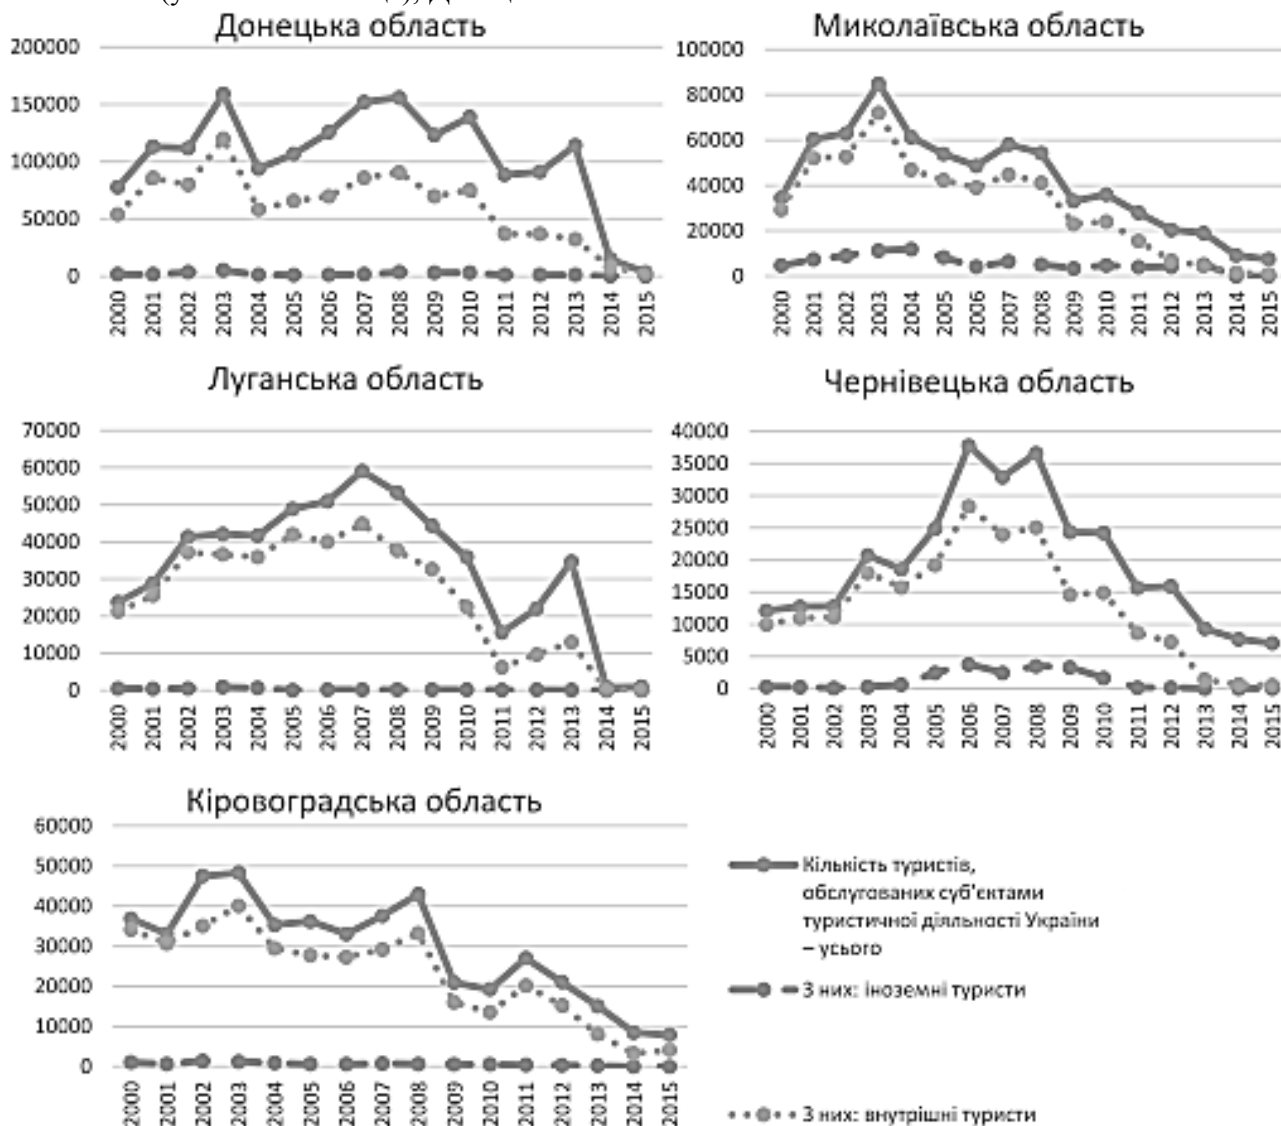 Донецька область
200000
150000
100000
50000
0
2000 2001 2002 2003 2004 2005 2006 2007 2008 2009 2010 2011 2012 2013 2014 2015
Миколаївська область
100000
80000
60000
40000
20000
0
2000 2001 2002 2003 2004 2005 2006 2007 2008 2009 2010 2011 2012 2013 2014 2015
Луганська область
70000
60000
50000
40000
30000
20000
10000
0
2000 2001 2002 2003 2004 2005 2006 2007 2008 2009 2010 2011 2012 2013 2014 2015
Чернівецька область
40000
35000
30000
25000
20000
15000
10000
5000
0
2000 2001 2002 2003 2004 2005 2006 2007 2008 2009 2010 2011 2012 2013 2014 2015
Кіровоградська область
60000
50000
40000
30000
20000
10000
0
2000 2001 2002 2003 2004 2005 2006 2007 2008 2009 2010 2011 2012 2013 2014 2015
Кількість туристів,
обслугованих суб'єктами
туристичної діяльності України
– усього
З них: іноземні туристи
З них: внутрішні туристи